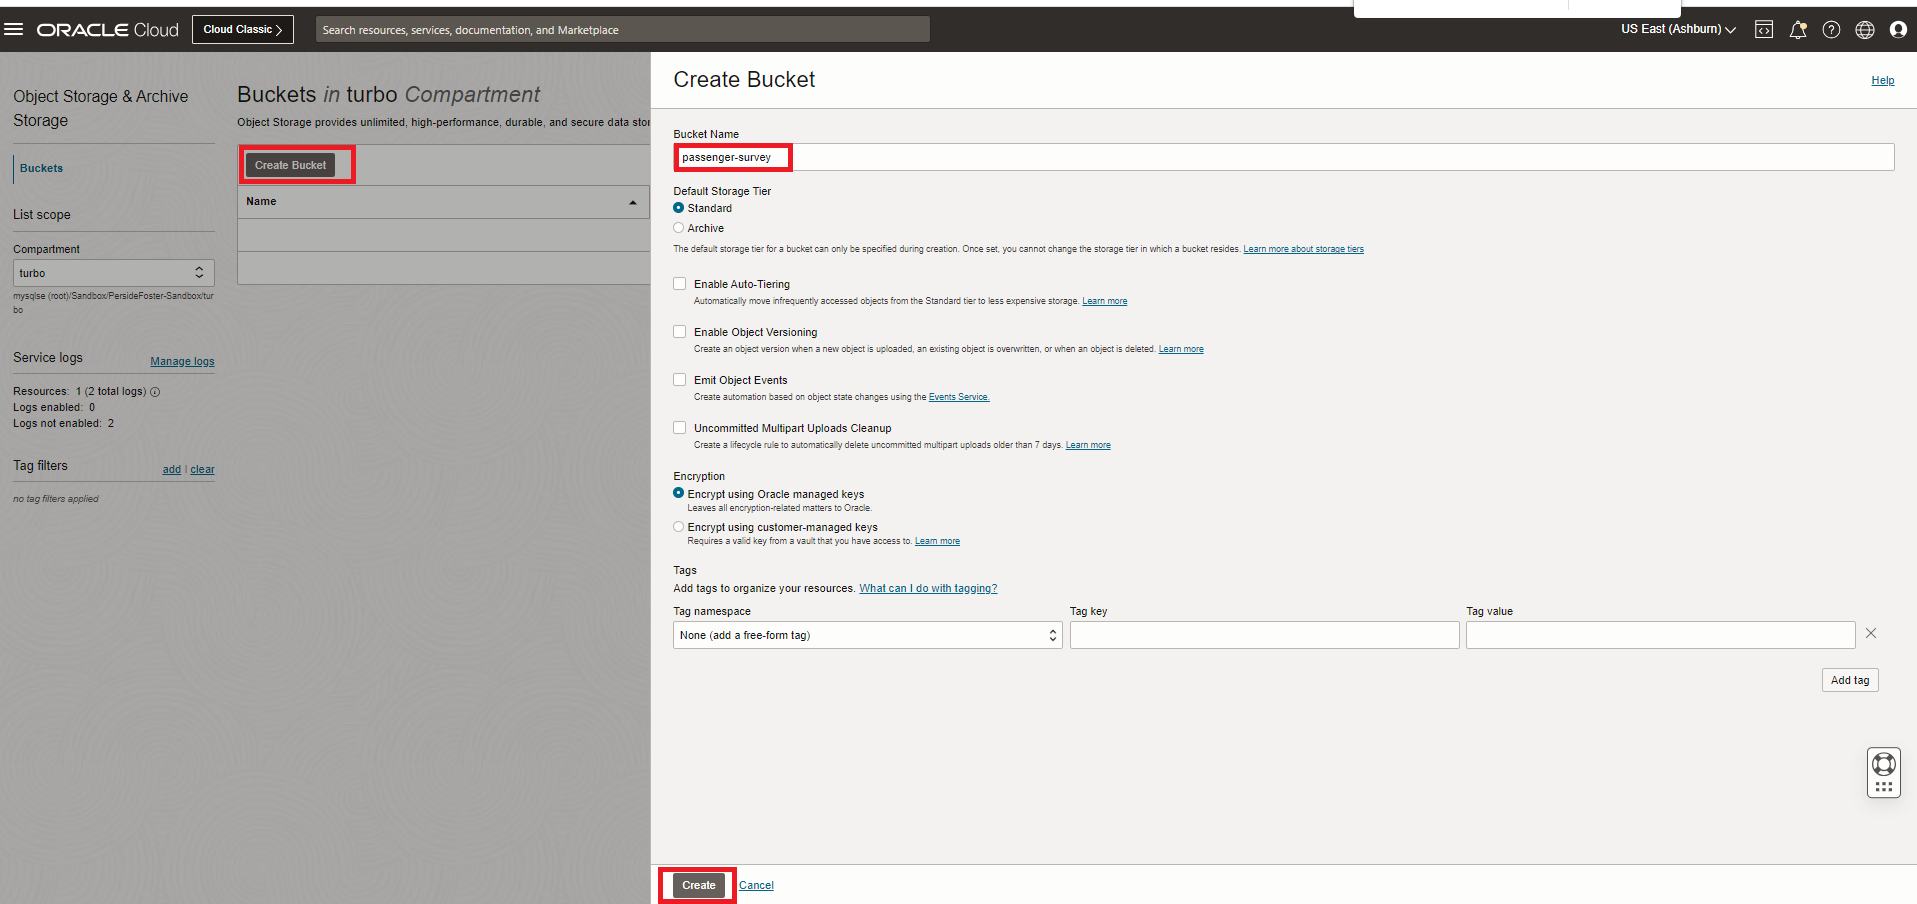 ORACLE Cloud
Cloud Classic
Search resources, services, documentation, and Marketplace
US East (Ashburn)
Object Storage & Archive
Storage
Buckets
List scope
Compartment
turbo
mysqlse (root)/Sandbox/PersideFoster-Sandbox/tur
bo
Service logs
Manage logs
Resources: 1 (2 total logs)
Logs enabled: 0
Logs not enabled: 2
Tag filters
add | clear
no tag filters applied
Buckets in turbo Compartment
Object Storage provides unlimited, high-performance, durable, and secure data stor
Create Bucket
Name
Create Bucket
Help
Bucket Name
passenger-survey
Default Storage Tier
Standard
Archive
The default storage tier for a bucket can only be specified during creation. Once set, you cannot change the storage tier in which a bucket resides. Learn more about storage tiers
Enable Auto-Tiering
Automatically move infrequently accessed objects from the Standard tier to less expensive storage. Learn more
Enable Object Versioning
Create an object version when a new object is uploaded, an existing object is overwritten, or when an object is deleted. Learn more
Emit Object Events
Create automation based on object state changes using the Events Service.
Uncommitted Multipart Uploads Cleanup
Create a lifecycle rule to automatically delete uncommitted multipart uploads older than 7 days. Learn more
Encryption
Encrypt using Oracle managed keys
Leaves all encryption-related matters to Oracle.
Encrypt using customer-managed keys
Requires a valid key from a vault that you have access to. Learn more
Tags
Add tags to organize your resources. What can I do with tagging?
Tag namespace
Tag key
Tag value
None (add a free-form tag)
Add tag
Create
Cancel